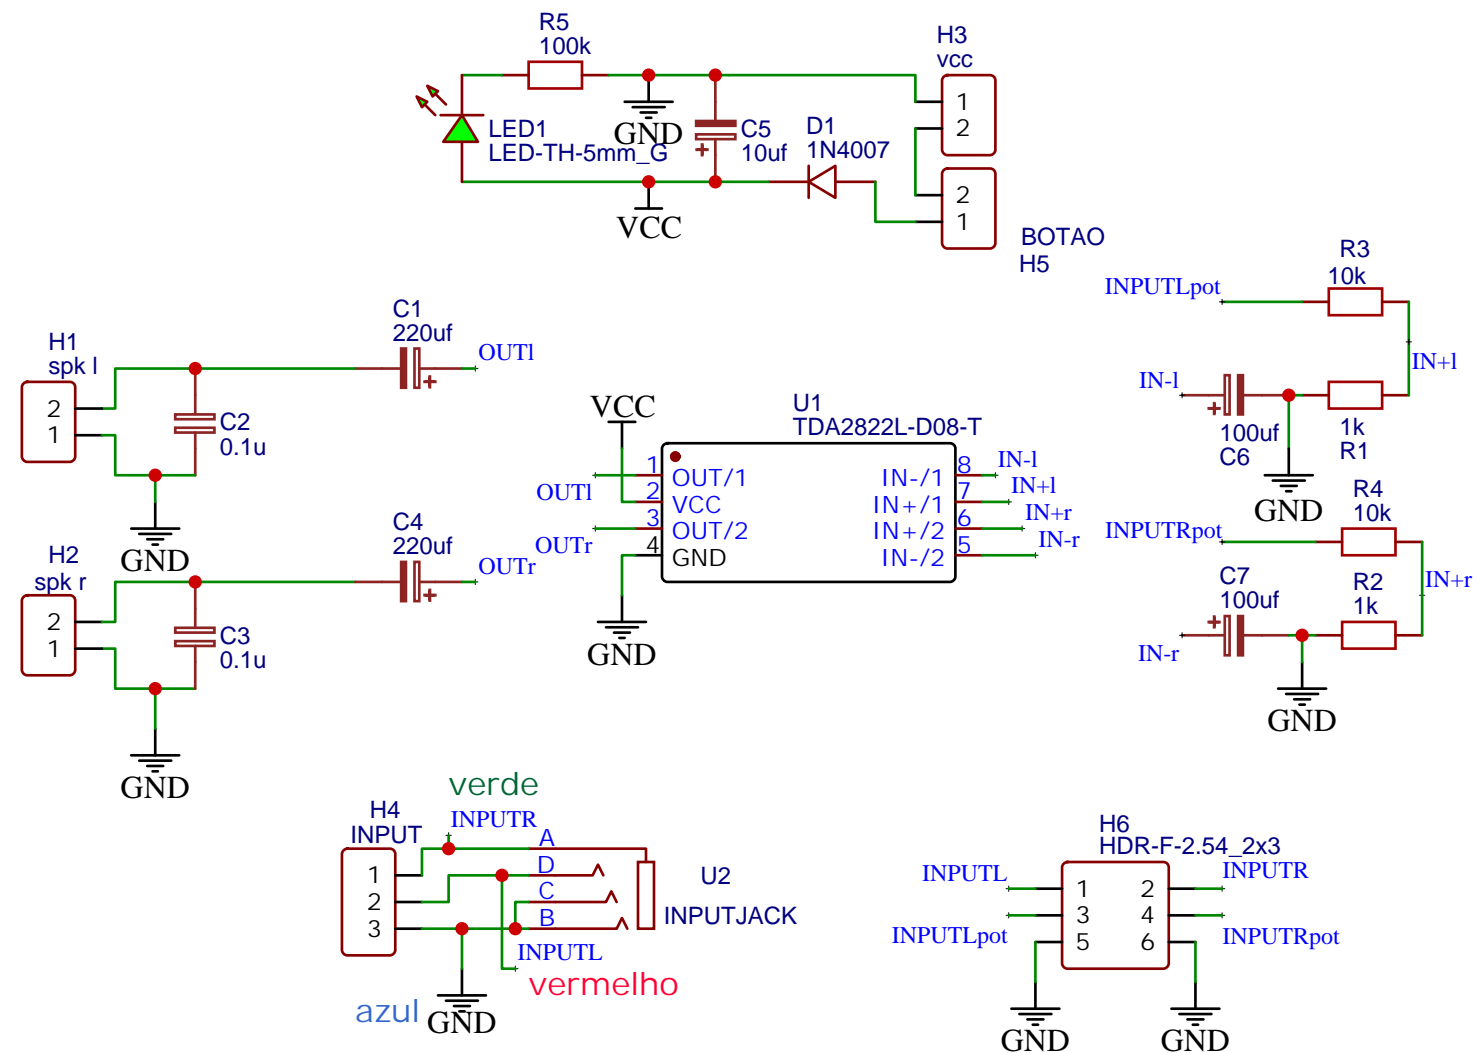 R5
100k
H3
vcc
1
2
GND
LED1
LED-TH-5mm_G
C5
10uf
D1
1N4007
2
1
VCC
BOTAO
H5
R3
10k
INPUTLpot
C1
220uf
OUTl
H1
spk l
2
1
C2
0.1u
GND
IN+l
IN-l
100uf
C6
1k
R1
GND
VCC
U1
TDA2822L-D08-T
1
2
3
4
OUT/1
VCC
OUT/2
GND
IN-/1
IN+/1
IN+/2
IN-/2
8
7
6
5
IN-l
IN+l
IN+r
IN-r
OUTl
OUTr
GND
R4
10k
INPUTRpot
C4
220uf
OUTr
H2
spk r
2
1
C3
0.1u
GND
C7
100uf
R2
1k
IN+r
IN-r
GND
verde
H4
INPUT
INPUTR
1
2
3
A
D
C
B
U2
INPUTJACK
INPUTL
vermelho
azul
GND
H6
HDR-F-2.54_2x3
INPUTL
INPUTR
1 2
3 4
5 6
INPUTLpot
INPUTRpot
GND
GND